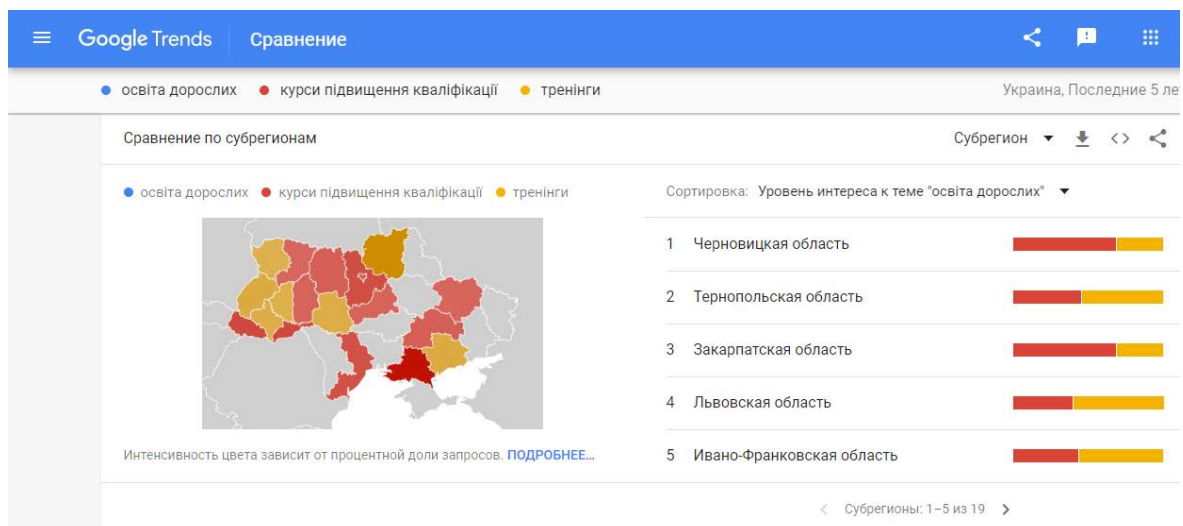 Google Trends Сравнение
освіта дорослих курси підвищення кваліфікації тренінги Украина, Последние 5 ле
Сравнение по субрегионам Субрегион
освіта дорослих курси підвищення кваліфікації тренінги
Сортировка: Уровень интереса к теме "освіта дорослих"
1 Черновицкая область
2 Тернопольская область
3 Закарпатская область
4 Львовская область
5 Ивано-Франковская область
Интенсивность цвета зависит от процентной доли запросов. ПОДРОБНЕЕ...
Субрегионы: 1–5 из 19